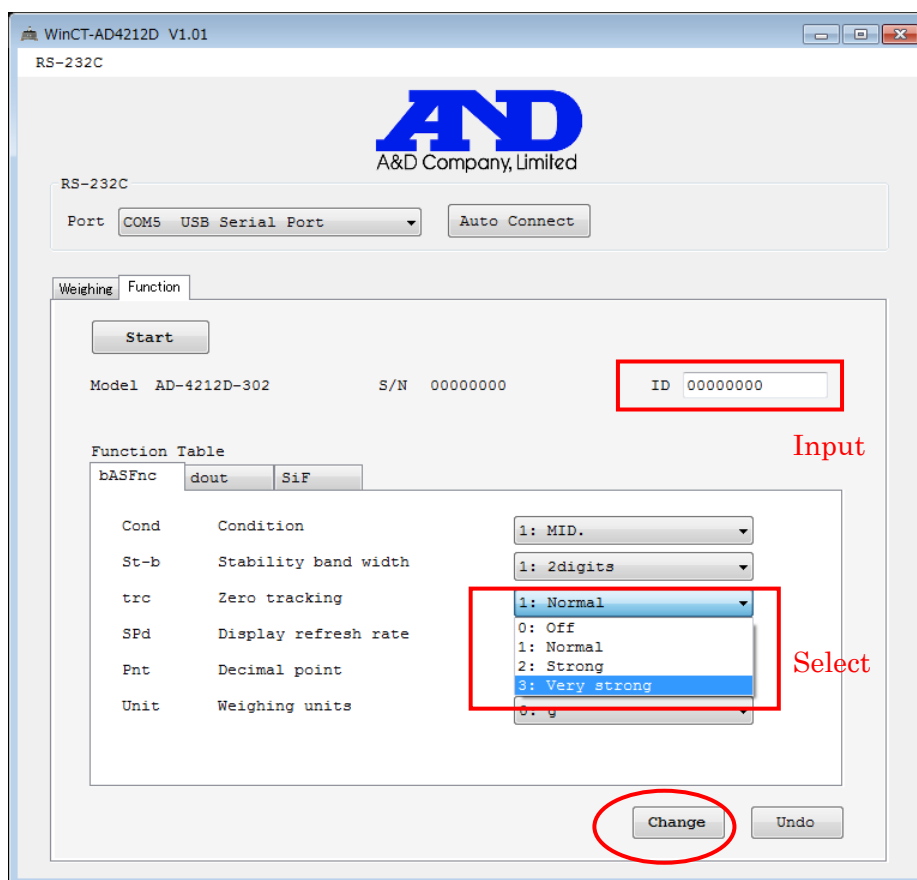 WinCT-AD4212D V1.01
RS-232C
AND
A&D Company, Limited
RS-232C
Port COM5 USB Serial Port Auto Connect
Weighing Function
Start
Model AD-4212D-302 S/N 00000000 ID 00000000
Input
Function Table
bASFnc dout SiF
Cond Condition 1: MID.
St-b Stability band width 1: 2digits
trc Zero tracking 1: Normal
SPd Display refresh rate 0: Off
1: Normal
Pnt Decimal point 2: Strong Select
3: Very strong
Unit Weighing units 0: g
Change Undo